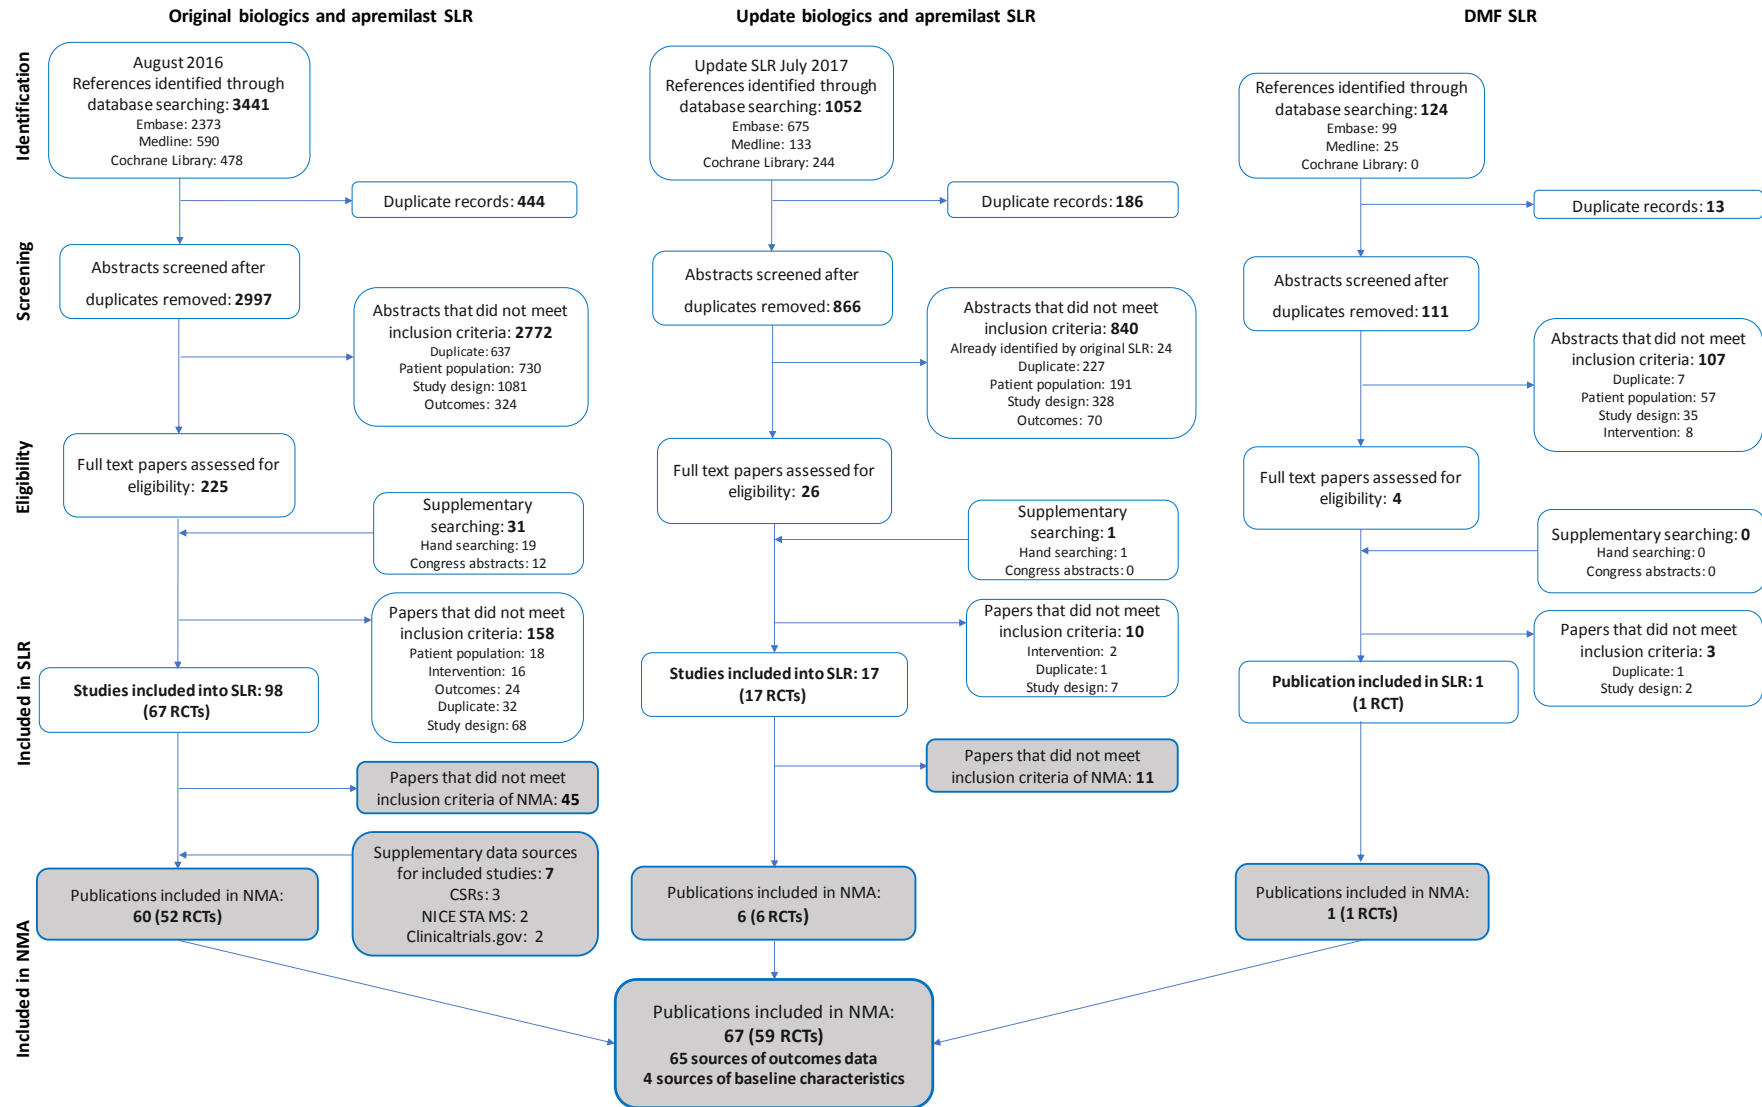 Original biologics and apremilast SLR
Update biologics and apremilast SLR
DMF SLR
Identification
Screening
Eligibility
Included in SLR
Included in NMA
August 2016
References identified through
database searching: 3441
Embase: 2373
Medline: 590
Cochrane Library: 478
Duplicate records: 444
Abstracts screened after
duplicates removed: 2997
Abstracts that did not meet
inclusion criteria: 2772
Duplicate: 637
Patient population: 730
Study design: 1081
Outcomes: 324
Full text papers assessed for
eligibility: 225
Supplementary
searching: 31
Hand searching: 19
Congress abstracts: 12
Papers that did not meet
inclusion criteria: 158
Patient population: 18
Intervention: 16
Outcomes: 24
Duplicate: 32
Study design: 68
Studies included into SLR: 98
(67 RCTs)
Papers that did not meet
inclusion criteria of NMA: 45
Supplementary data sources
for included studies: 7
CSRs: 3
NICE STA MS: 2
Clinicaltrials.gov: 2
Publications included in NMA:
60 (52 RCTs)
Update SLR July 2017
References identified through
database searching: 1052
Embase: 675
Medline: 133
Cochrane Library: 244
Duplicate records: 186
Abstracts screened after
duplicates removed: 866
Abstracts that did not meet
inclusion criteria: 840
Already identified by original SLR: 24
Duplicate: 227
Patient population: 191
Study design: 328
Outcomes: 70
Full text papers assessed for
eligibility: 26
Supplementary
searching: 1
Hand searching: 1
Congress abstracts: 0
Papers that did not meet
inclusion criteria: 10
Intervention: 2
Duplicate: 1
Study design: 7
Studies included into SLR: 17
(17 RCTs)
Papers that did not meet
inclusion criteria of NMA: 11
Publications included in NMA:
6 (6 RCTs)
References identified through
database searching: 124
Embase: 99
Medline: 25
Cochrane Library: 0
Duplicate records: 13
Abstracts screened after
duplicates removed: 111
Abstracts that did not meet
inclusion criteria: 107
Duplicate: 7
Patient population: 57
Study design: 35
Intervention: 8
Full text papers assessed for
eligibility: 4
Supplementary searching: 0
Hand searching: 0
Congress abstracts: 0
Papers that did not meet
inclusion criteria: 3
Duplicate: 1
Study design: 2
Publication included in SLR: 1
(1 RCT)
Publications included in NMA:
1 (1 RCTs)
Publications included in NMA:
67 (59 RCTs)
65 sources of outcomes data
4 sources of baseline characteristics